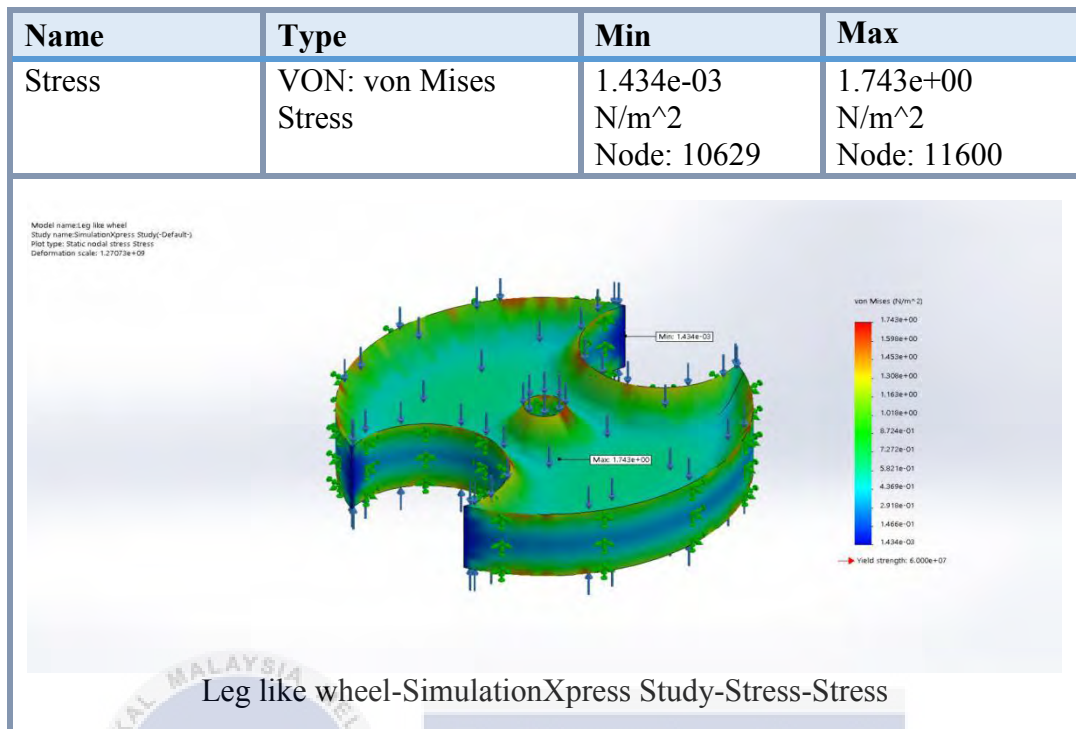 Name Type Min Max
Stress VON: von Mises 1.434e-03 1.743e+00
Stress N/m^2 N/m^2
Node: 10629 Node: 11600
Model name:Leg like wheel
Study name:SimulationXpress Study(-Default-)
Plot type: Static nodal stress Stress
Deformation scale: 1.27073e+09
von Mises (N/m^2)
1.743e+00
1.598e+00
1.453e+00
1.308e+00
1.163e+00
1.018e+00
8.724e-01
7.272e-01
5.821e-01
4.369e-01
2.918e-01
1.466e-01
1.434e-03
Yield strength: 6.000e+07
Min: 1.434e-03
Max: 1.743e+00
MALAYSIA
Leg like wheel-SimulationXpress Study-Stress-Stress